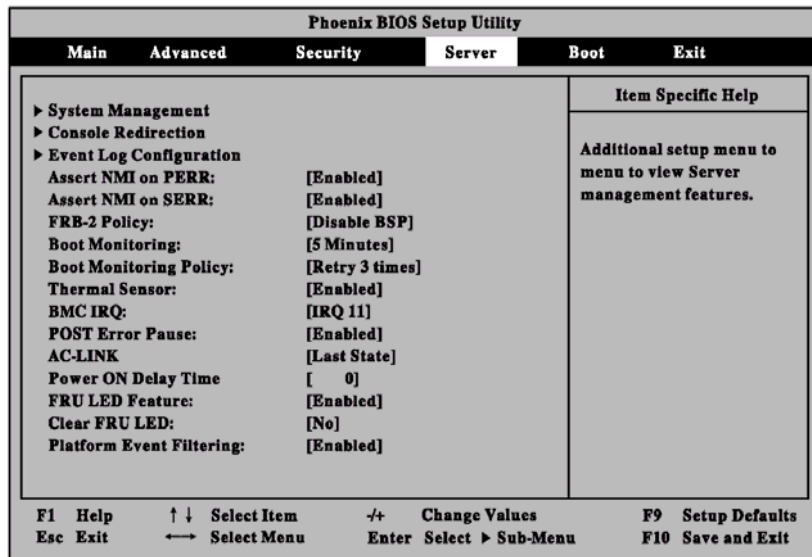 Phoenix BIOS Setup Utility
Main Advanced Security Server Boot Exit
Item Specific Help
▶ System Management
▶ Console Redirection
▶ Event Log Configuration
Assert NMI on PERR: [Enabled]
Assert NMI on SERR: [Enabled]
FRB-2 Policy: [Disable BSP]
Boot Monitoring: [5 Minutes]
Boot Monitoring Policy: [Retry 3 times]
Thermal Sensor: [Enabled]
BMC IRQ: [IRQ 11]
POST Error Pause: [Enabled]
AC-LINK [Last State]
Power ON Delay Time [ 0]
FRU LED Feature: [Enabled]
Clear FRU LED: [No]
Platform Event Filtering: [Enabled]
Additional setup menu to
menu to view Server
management features.
F1 Help ↑ ↓ Select Item -/+ Change Values F9 Setup Defaults
Esc Exit ←→ Select Menu Enter Select ▶ Sub-Menu F10 Save and Exit